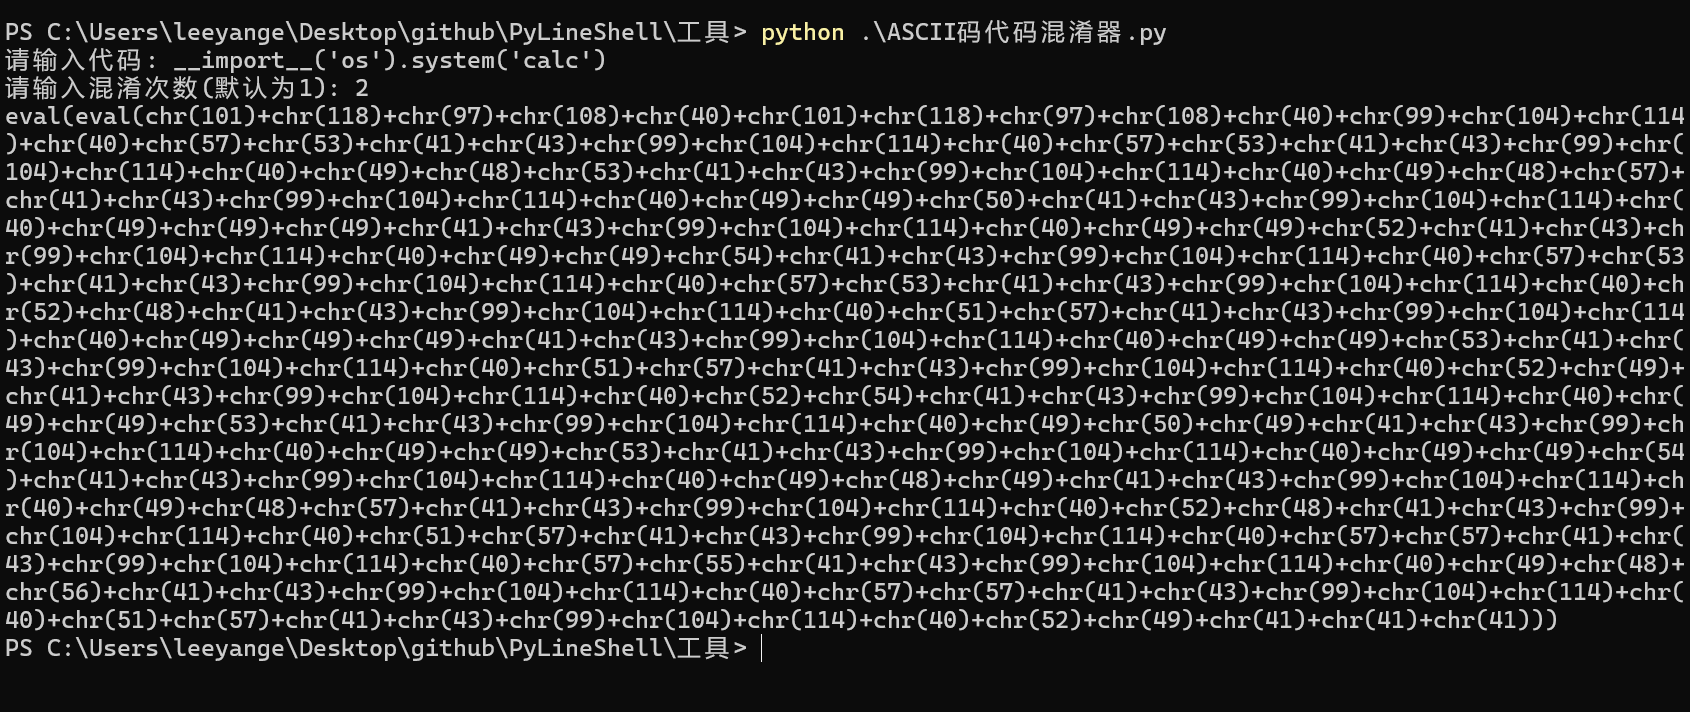 PS C:\Users\leeyange\Desktop\github\PyLineShell\工具> python .\ASCII码代码混淆器.py
请输入代码: __import__('os').system('calc')
请输入混淆次数(默认为1): 2
eval(eval(chr(101)+chr(118)+chr(97)+chr(108)+chr(40)+chr(101)+chr(118)+chr(97)+chr(108)+chr(40)+chr(99)+chr(104)+chr(114
)+chr(40)+chr(57)+chr(53)+chr(41)+chr(43)+chr(99)+chr(104)+chr(114)+chr(40)+chr(57)+chr(53)+chr(41)+chr(43)+chr(99)+chr(
104)+chr(114)+chr(40)+chr(49)+chr(48)+chr(53)+chr(41)+chr(43)+chr(99)+chr(104)+chr(114)+chr(40)+chr(49)+chr(48)+chr(57)+
chr(41)+chr(43)+chr(99)+chr(104)+chr(114)+chr(40)+chr(49)+chr(49)+chr(50)+chr(41)+chr(43)+chr(99)+chr(104)+chr(114)+chr(
40)+chr(49)+chr(49)+chr(49)+chr(41)+chr(43)+chr(99)+chr(104)+chr(114)+chr(40)+chr(49)+chr(49)+chr(52)+chr(41)+chr(43)+ch
r(99)+chr(104)+chr(114)+chr(40)+chr(49)+chr(49)+chr(54)+chr(41)+chr(43)+chr(99)+chr(104)+chr(114)+chr(40)+chr(57)+chr(53
)+chr(41)+chr(43)+chr(99)+chr(104)+chr(114)+chr(40)+chr(57)+chr(53)+chr(41)+chr(43)+chr(99)+chr(104)+chr(114)+chr(40)+ch
r(52)+chr(48)+chr(41)+chr(43)+chr(99)+chr(104)+chr(114)+chr(40)+chr(51)+chr(57)+chr(41)+chr(43)+chr(99)+chr(104)+chr(114
)+chr(40)+chr(49)+chr(49)+chr(49)+chr(41)+chr(43)+chr(99)+chr(104)+chr(114)+chr(40)+chr(49)+chr(49)+chr(53)+chr(41)+chr(
43)+chr(99)+chr(104)+chr(114)+chr(40)+chr(51)+chr(57)+chr(41)+chr(43)+chr(99)+chr(104)+chr(114)+chr(40)+chr(52)+chr(49)+
chr(41)+chr(43)+chr(99)+chr(104)+chr(114)+chr(40)+chr(52)+chr(54)+chr(41)+chr(43)+chr(99)+chr(104)+chr(114)+chr(40)+chr(
49)+chr(49)+chr(53)+chr(41)+chr(43)+chr(99)+chr(104)+chr(114)+chr(40)+chr(49)+chr(50)+chr(49)+chr(41)+chr(43)+chr(99)+ch
r(104)+chr(114)+chr(40)+chr(49)+chr(49)+chr(53)+chr(41)+chr(43)+chr(99)+chr(104)+chr(114)+chr(40)+chr(49)+chr(49)+chr(54
)+chr(41)+chr(43)+chr(99)+chr(104)+chr(114)+chr(40)+chr(49)+chr(48)+chr(49)+chr(41)+chr(43)+chr(99)+chr(104)+chr(114)+ch
r(40)+chr(49)+chr(48)+chr(57)+chr(41)+chr(43)+chr(99)+chr(104)+chr(114)+chr(40)+chr(52)+chr(48)+chr(41)+chr(43)+chr(99)+
chr(104)+chr(114)+chr(40)+chr(51)+chr(57)+chr(41)+chr(43)+chr(99)+chr(104)+chr(114)+chr(40)+chr(57)+chr(57)+chr(41)+chr(
43)+chr(99)+chr(104)+chr(114)+chr(40)+chr(57)+chr(55)+chr(41)+chr(43)+chr(99)+chr(104)+chr(114)+chr(40)+chr(49)+chr(48)+
chr(56)+chr(41)+chr(43)+chr(99)+chr(104)+chr(114)+chr(40)+chr(57)+chr(57)+chr(41)+chr(43)+chr(99)+chr(104)+chr(114)+chr(
40)+chr(51)+chr(57)+chr(41)+chr(43)+chr(99)+chr(104)+chr(114)+chr(40)+chr(52)+chr(49)+chr(41)+chr(41)+chr(41)))
PS C:\Users\leeyange\Desktop\github\PyLineShell\工具>